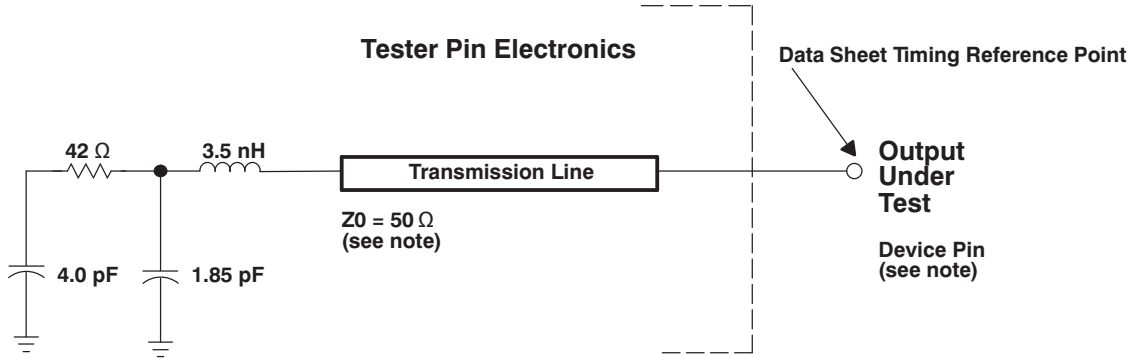 Tester Pin Electronics
Data Sheet Timing Reference Point
42 Ω
3.5 nH
Transmission Line
Output
Under
Test
Z0 = 50 Ω
(see note)
Device Pin
(see note)
4.0 pF
1.85 pF